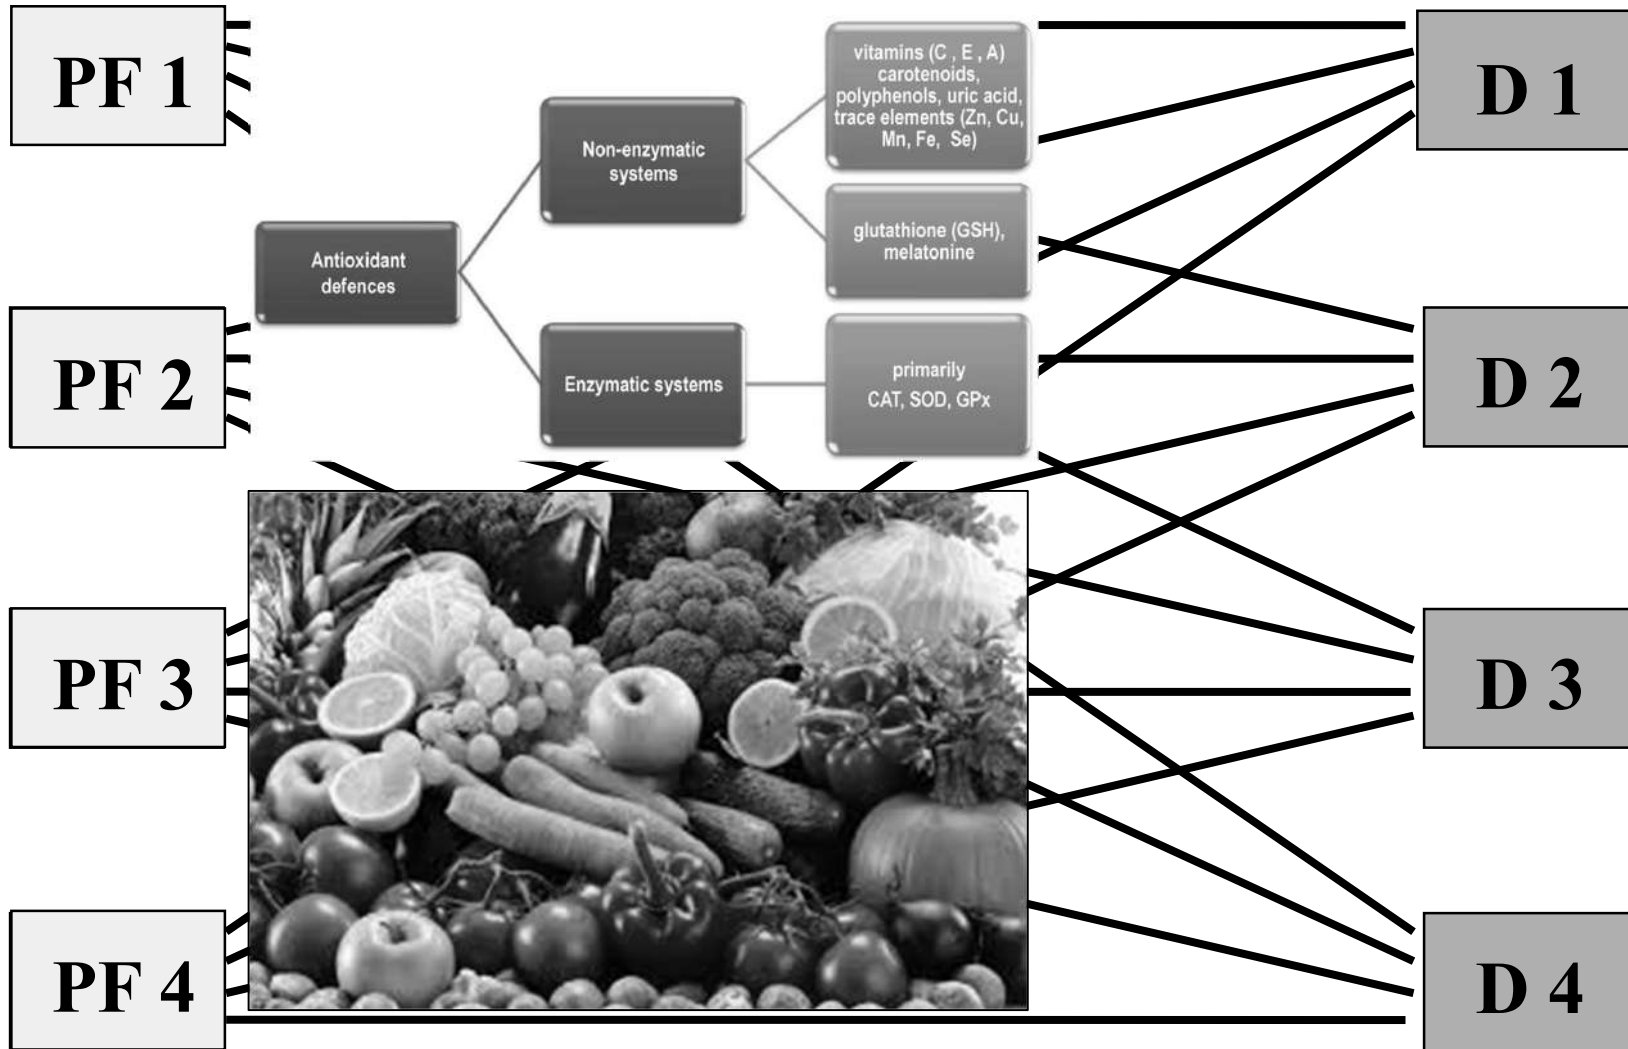 PF 1
PF 2
PF 3
PF 4
Antioxidant
defences
Non-enzymatic
systems
Enzymatic systems
vitamins (C , E , A)
carotenoids,
polyphenols, uric acid,
trace elements (Zn, Cu,
Mn, Fe, Se)
glutathione (GSH),
melatonine
primarily
CAT, SOD, GPx
D 1
D 2
D 3
D 4